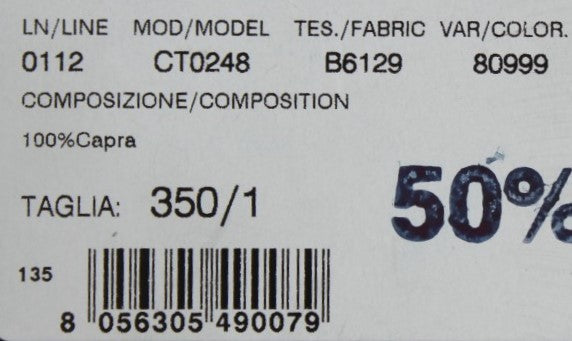 LN/LINE MOD/MODEL TES./FABRIC VAR/COLOR.
0112 CT0248 B6129 80999
COMPOSIZIONE/COMPOSITION
100%Capra
TAGLIA: 350/1
50%
135
8 056305 490079